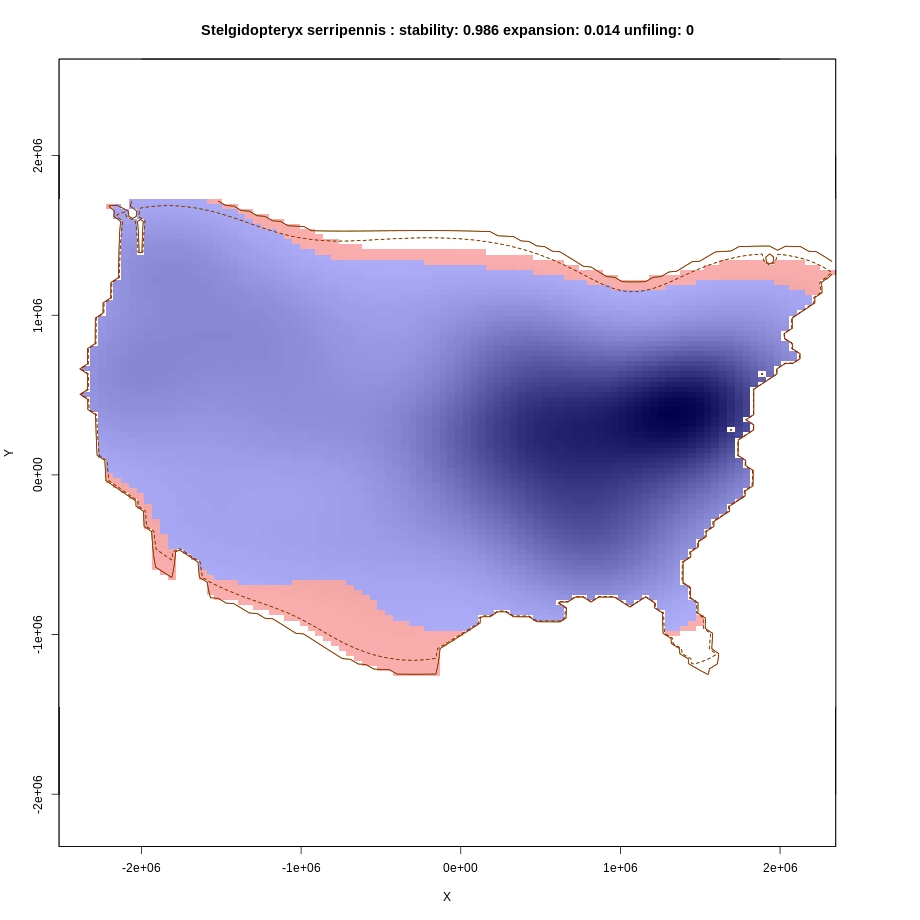 Stelgidopteryx serripennis : stability: 0.986 expansion: 0.014 unfiling: 0
2e+06
1e+06
Y
0e+00
-1e+06
-2e+06
-2e+06 -1e+06 0e+00 1e+06 2e+06
X